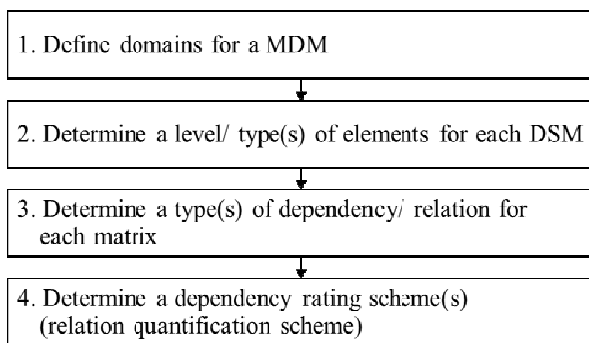 1. Define domains for a MDM
2. Determine a level/ type(s) of elements for each DSM
3. Determine a type(s) of dependency/ relation for
each matrix
4. Determine a dependency rating scheme(s)
(relation quantification scheme)